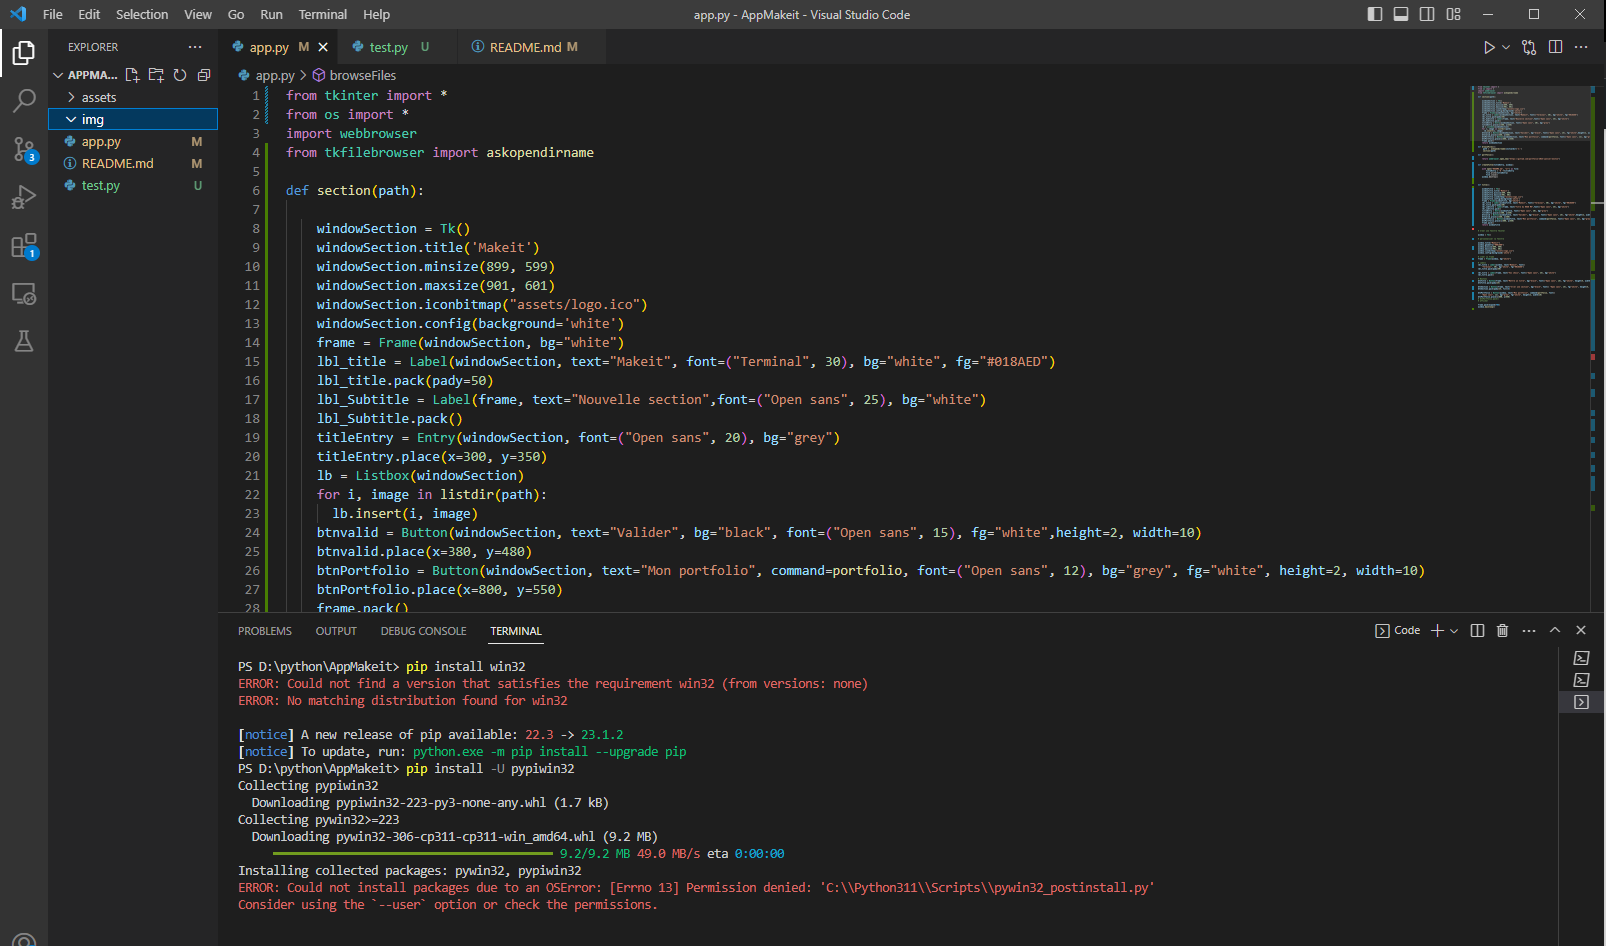 File Edit Selection View Go Run Terminal Help app.py - AppMakeit - Visual Studio Code
EXPLORER
APPMA...
assets
img
app.py M
README.md M
test.py U
3
1
app.py M
test.py U
README.md M
app.py > browseFiles
1 from tkinter import *
2 from os import *
3 import webbrowser
4 from tkfilebrowser import askopendirname
5
6 def section(path):
7
8 windowSection = Tk()
9 windowSection.title('Makeit')
10 windowSection.minsize(899, 599)
11 windowSection.maxsize(901, 601)
12 windowSection.iconbitmap("assets/logo.ico")
13 windowSection.config(background='white')
14 frame = Frame(windowSection, bg="white")
15 lbl_title = Label(windowSection, text="Makeit", font=("Terminal", 30), bg="white", fg="#018AED")
16 lbl_title.pack(pady=50)
17 lbl_Subtitle = Label(frame, text="Nouvelle section",font=("Open sans", 25), bg="white")
18 lbl_Subtitle.pack()
19 titleEntry = Entry(windowSection, font=("Open sans", 20), bg="grey")
20 titleEntry.place(x=300, y=350)
21 lb = Listbox(windowSection)
22 for i, image in listdir(path):
23 lb.insert(i, image)
24 btnvalid = Button(windowSection, text="Valider", bg="black", font=("Open sans", 15), fg="white",height=2, width=10)
25 btnvalid.place(x=380, y=480)
26 btnPortfolio = Button(windowSection, text="Mon portfolio", command=portfolio, font=("Open sans", 12), bg="grey", fg="white", height=2, width=10)
27 btnPortfolio.place(x=800, y=550)
28 frame.pack()
PROBLEMS OUTPUT DEBUG CONSOLE TERMINAL Code
PS D:\python\AppMakeit> pip install win32
ERROR: Could not find a version that satisfies the requirement win32 (from versions: none)
ERROR: No matching distribution found for win32
[notice] A new release of pip available: 22.3 -> 23.1.2
[notice] To update, run: python.exe -m pip install --upgrade pip
PS D:\python\AppMakeit> pip install -U pypiwin32
Collecting pypiwin32
Downloading pypiwin32-223-py3-none-any.whl (1.7 kB)
Collecting pywin32>=223
Downloading pywin32-306-cp311-cp311-win_amd64.whl (9.2 MB)
9.2/9.2 MB 49.0 MB/s eta 0:00:00
Installing collected packages: pywin32, pypiwin32
ERROR: Could not install packages due to an OSError: [Errno 13] Permission denied: 'C:\\Python311\\Scripts\\pywin32_postinstall.py'
Consider using the `--user` option or check the permissions.